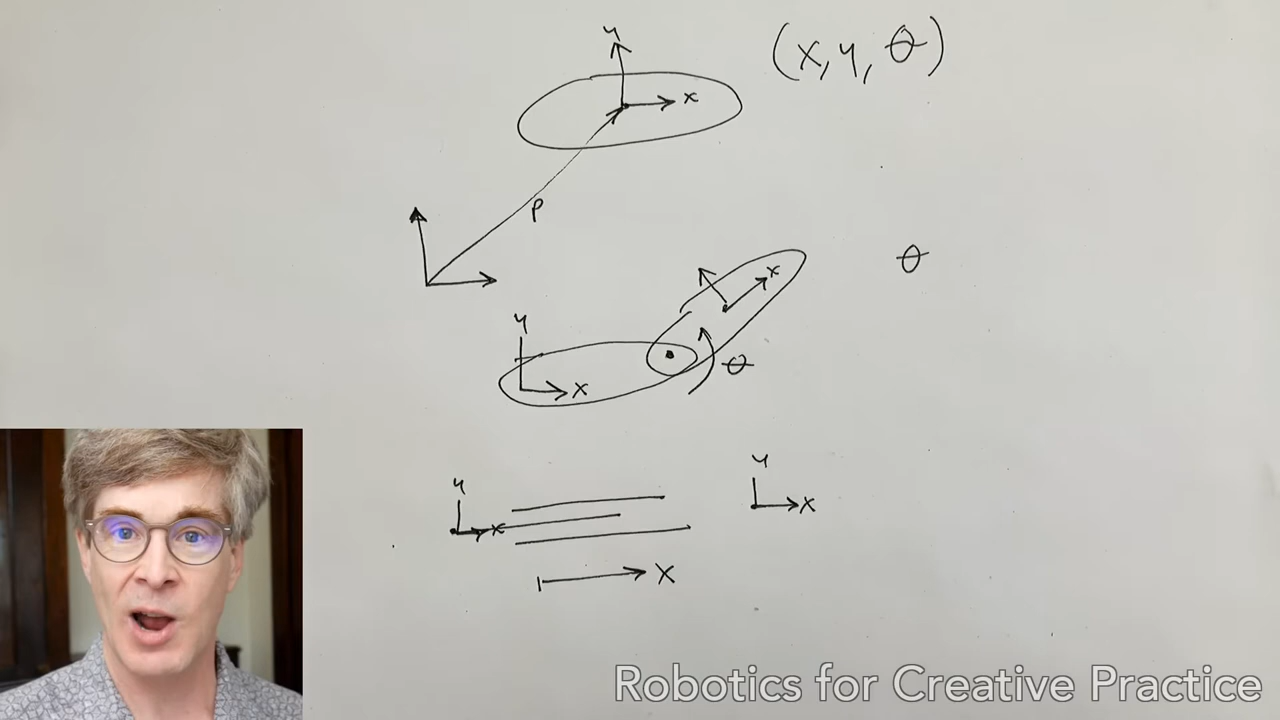 y
(x, y, θ)
x
p
θ
x
y
θ
x
y
y
x
x
x
Robotics for Creative Practice